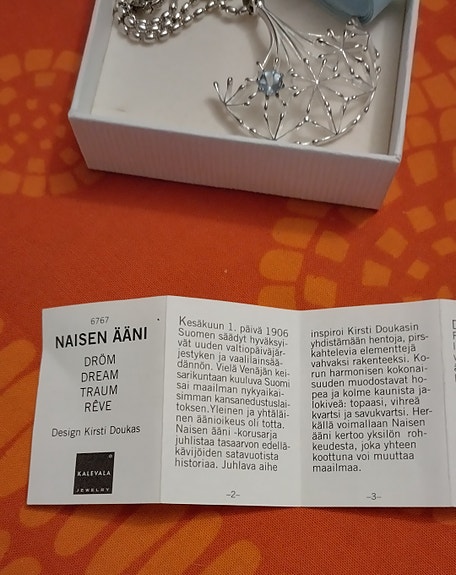 6767
NAISEN ÄÄNI
DRÖM
DREAM
TRAUM
RÊVE
Design Kirsti Doukas
KALEVALA
JEWELRY
Kesäkuun 1. päivä 1906
Suomen säädyt hyväksyi-
vät uuden valtiopäiväjär-
jestyken ja vaalilainsää-
dännön. Vielä Venäjän kei-
sarikuntaan kuuluva Suomi
sai maailman nykyaikai-
simman kansanedustuslai-
toksen.Yleinen ja yhtäläi-
nen äänioikeus oli totta.
Naisen ääni -korusarja
juhlistaa tasaarvon edellä-
kävijöiden satavuotista
historiaa. Juhlava aihe
–2–
inspiroi Kirsti Doukasin
yhdistämään hentoja, pirs-
kahtelevia elementtejä
vahvaksi rakenteeksi. Ko-
run harmonisen kokonai-
suuden muodostavat ho-
pea ja kolme kaunista ja-
lokiveä: topaasi, vihreä
kvartsi ja savukvartsi. Her-
källä voimallaan Naisen
ääni kertoo yksilön roh-
keudesta, joka yhteen
koottuna voi muuttaa
maailmaa.
–3–